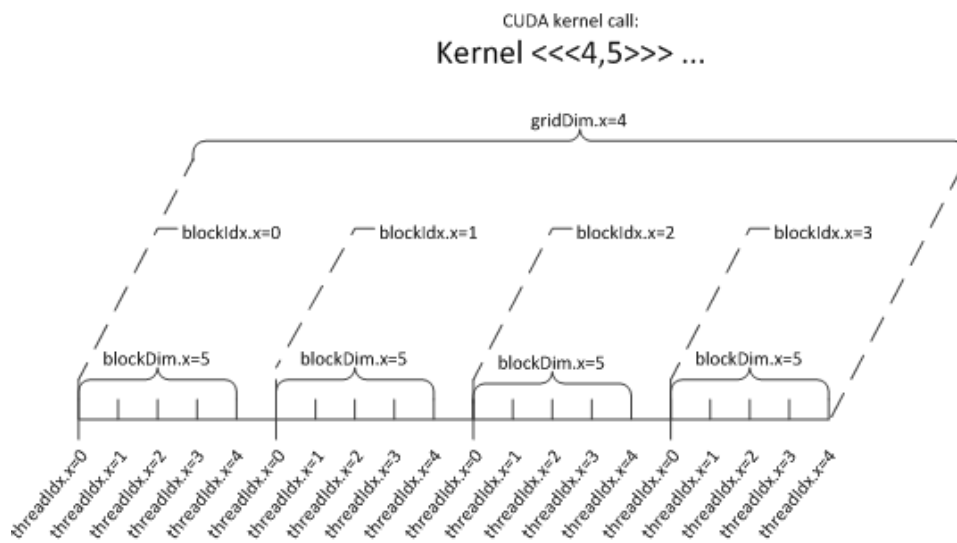 CUDA kernel call:
Kernel <<<4,5>>> ...
gridDim.x=4
blockIdx.x=0
blockIdx.x=1
blockIdx.x=2
blockIdx.x=3
blockDim.x=5
blockDim.x=5
blockDim.x=5
blockDim.x=5
threadIdx.x=0
threadIdx.x=1
threadIdx.x=2
threadIdx.x=3
threadIdx.x=4
threadIdx.x=0
threadIdx.x=1
threadIdx.x=2
threadIdx.x=3
threadIdx.x=4
threadIdx.x=0
threadIdx.x=1
threadIdx.x=2
threadIdx.x=3
threadIdx.x=4
threadIdx.x=0
threadIdx.x=1
threadIdx.x=2
threadIdx.x=3
threadIdx.x=4